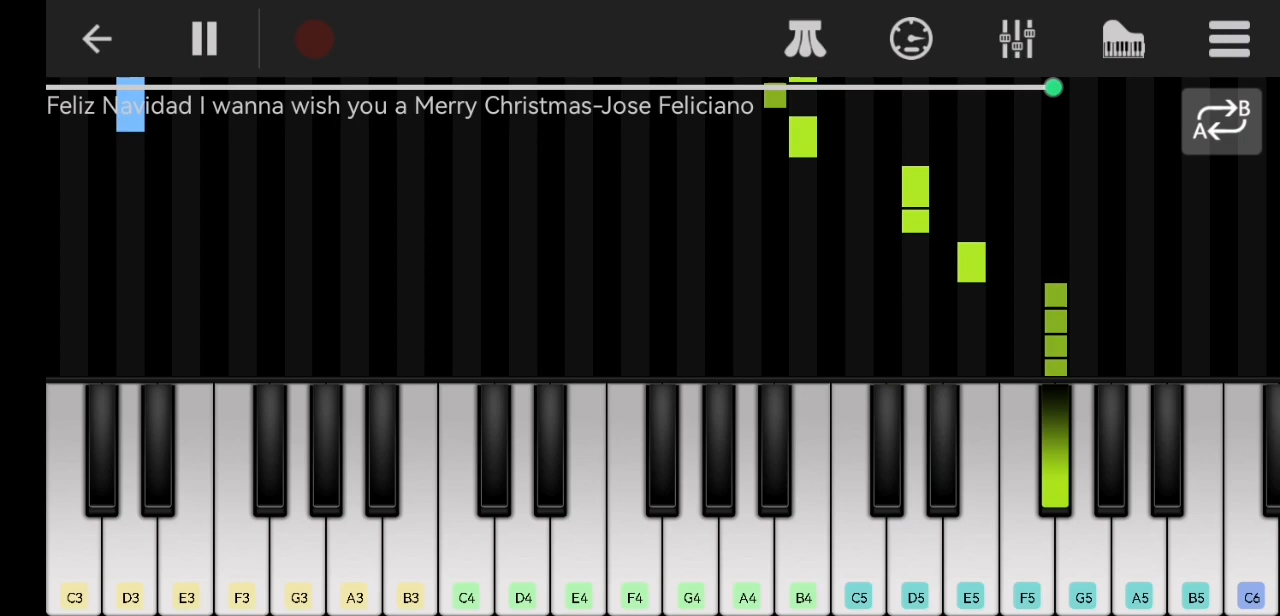 Feliz Navidad I wanna wish you a Merry Christmas-Jose Feliciano
A B
C3 D3 E3 F3 G3 A3 B3 C4 D4 E4 F4 G4 A4 B4 C5 D5 E5 F5 G5 A5 B5 C6